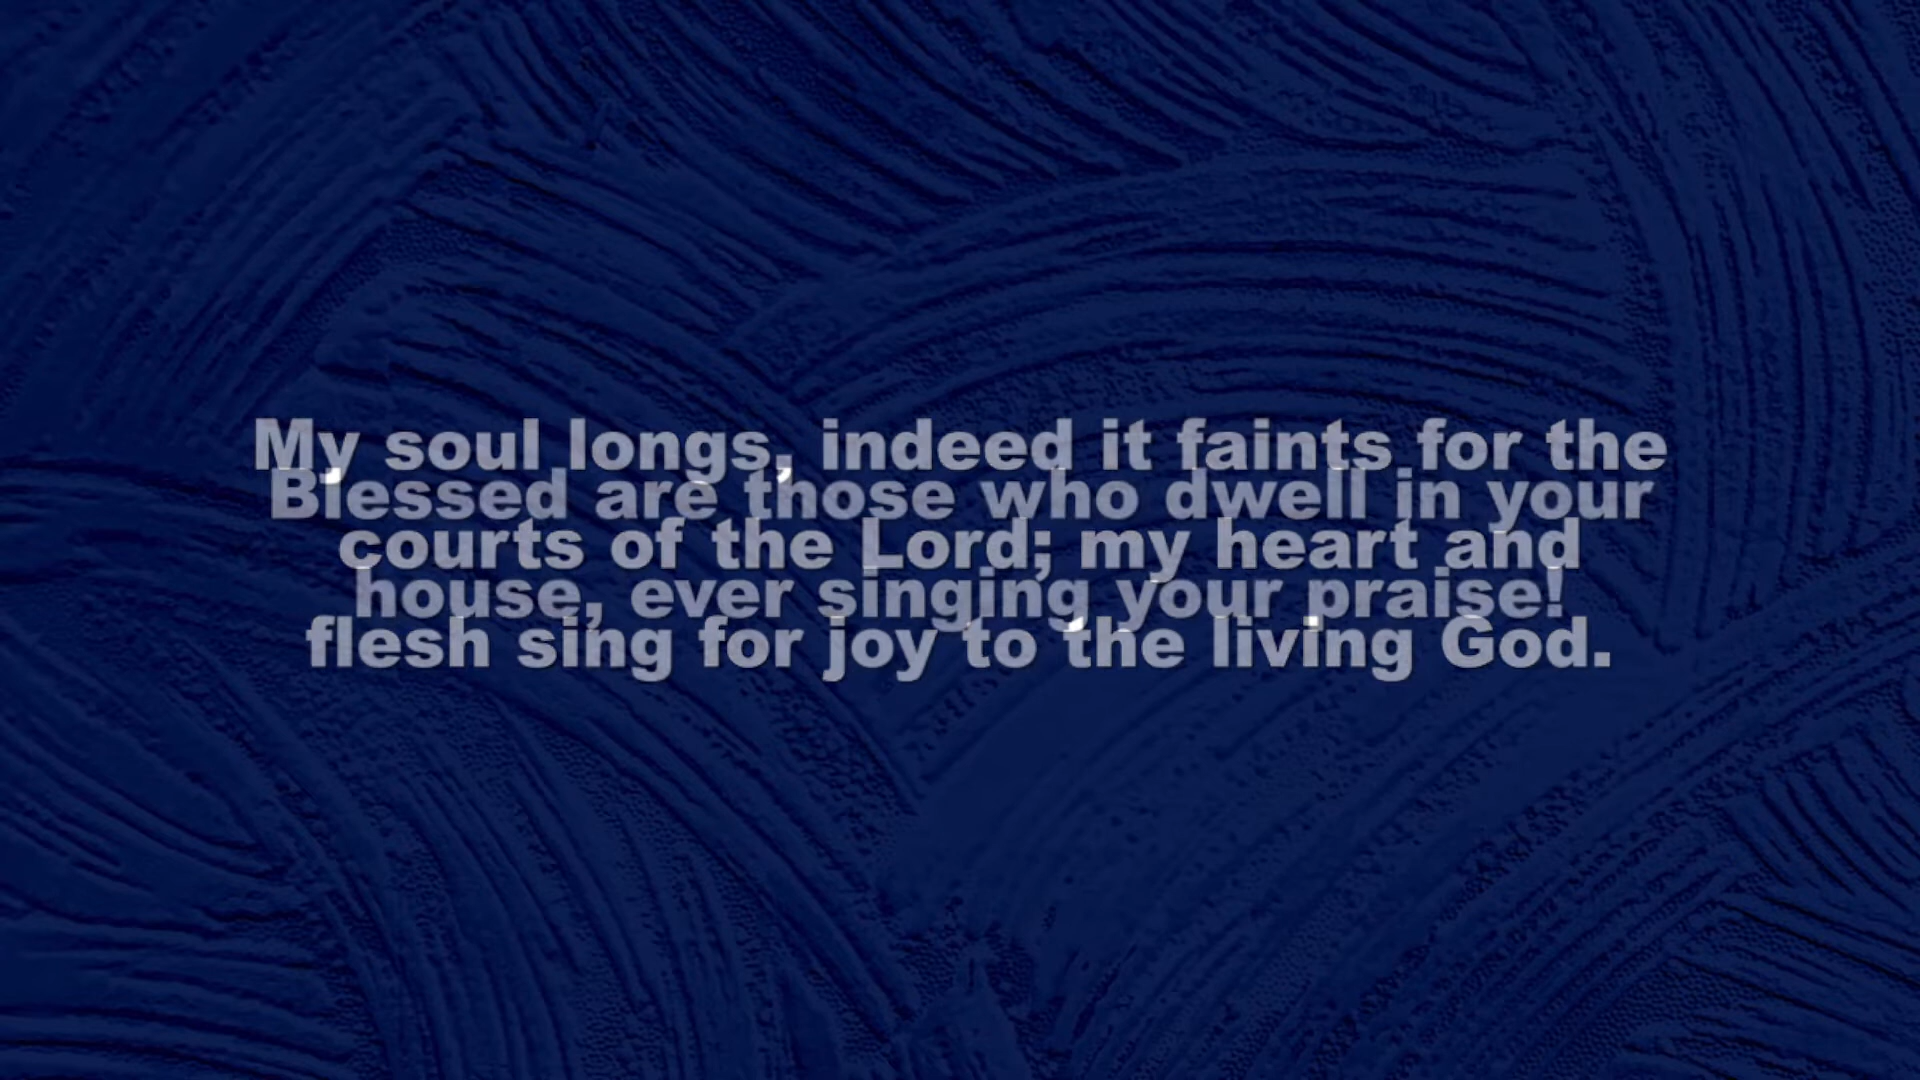 My soul longs, indeed it faints for the
Blessed are those who dwell in your
courts of the Lord; my heart and
house, ever singing your praise!
flesh sing for joy to the living God.